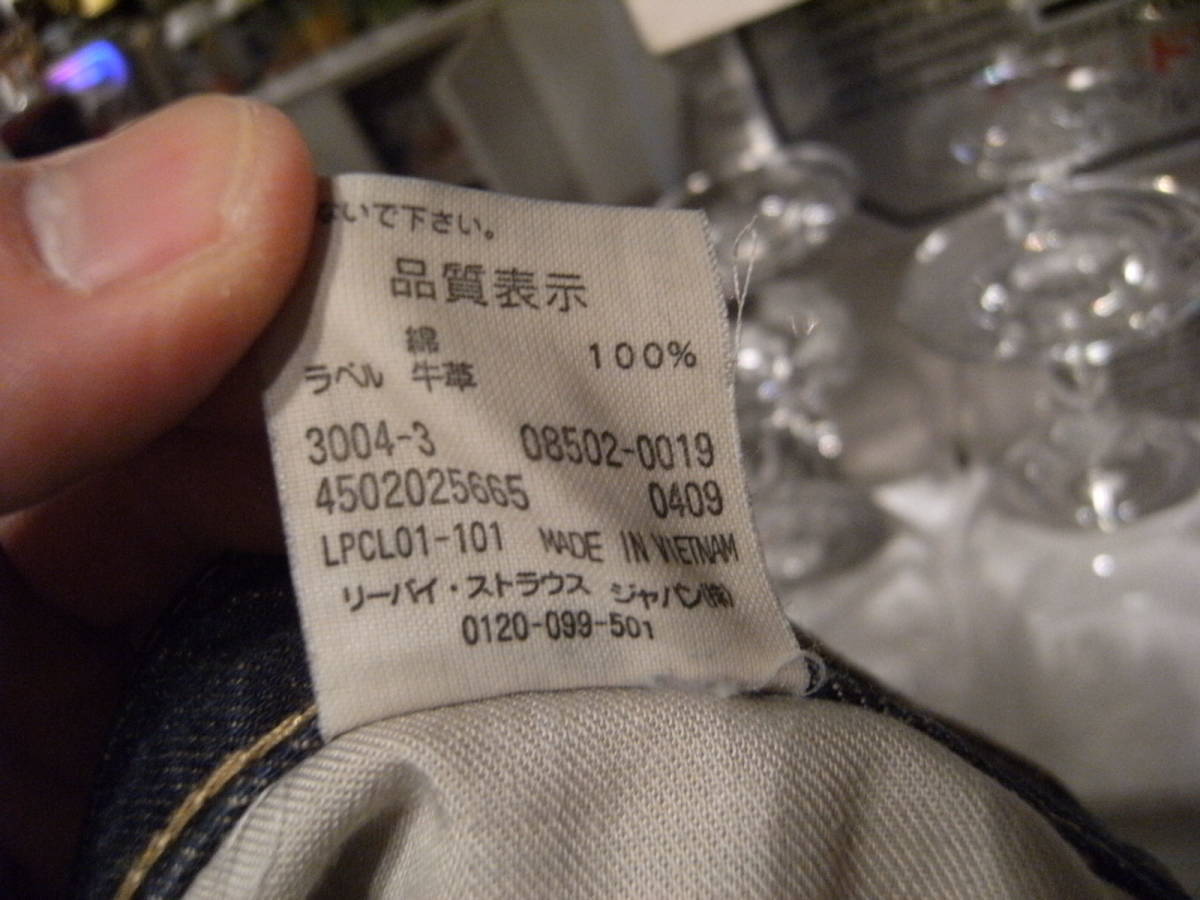 ないで下さい。
品質表示
綿 100%
ラベル 牛革
3004-3 08502-0019
4502025665 0409
LPCL01-101 MADE IN VIETNAM
リーバイ・ストラウス ジャパン(株)
0120-099-501